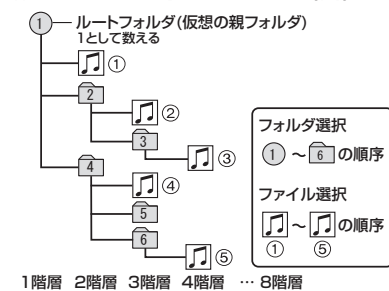 1 ルートフォルダ(仮想の親フォルダ)
1として数える
①
2
②
3
③
4
④
5
6
⑤
フォルダ選択
1 ~ 6 の順序
ファイル選択
~ の順序
① ⑤
1階層 2階層 3階層 4階層 … 8階層